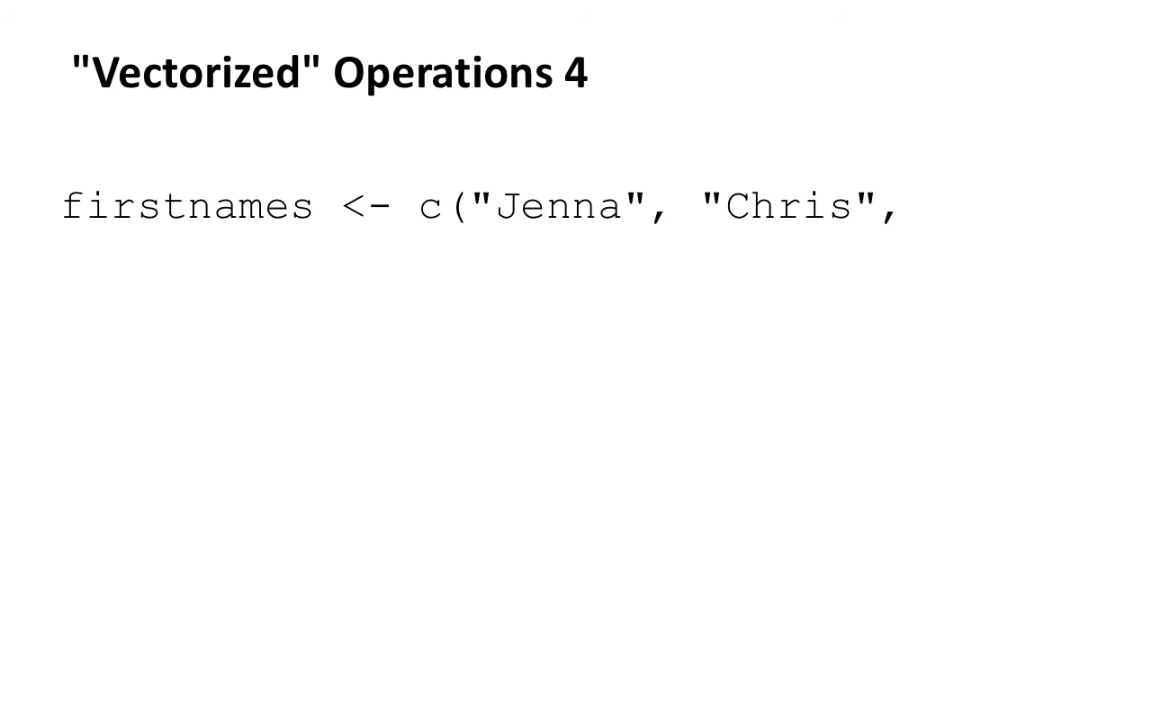 "Vectorized" Operations 4
firstnames <- c("Jenna", "Chris",